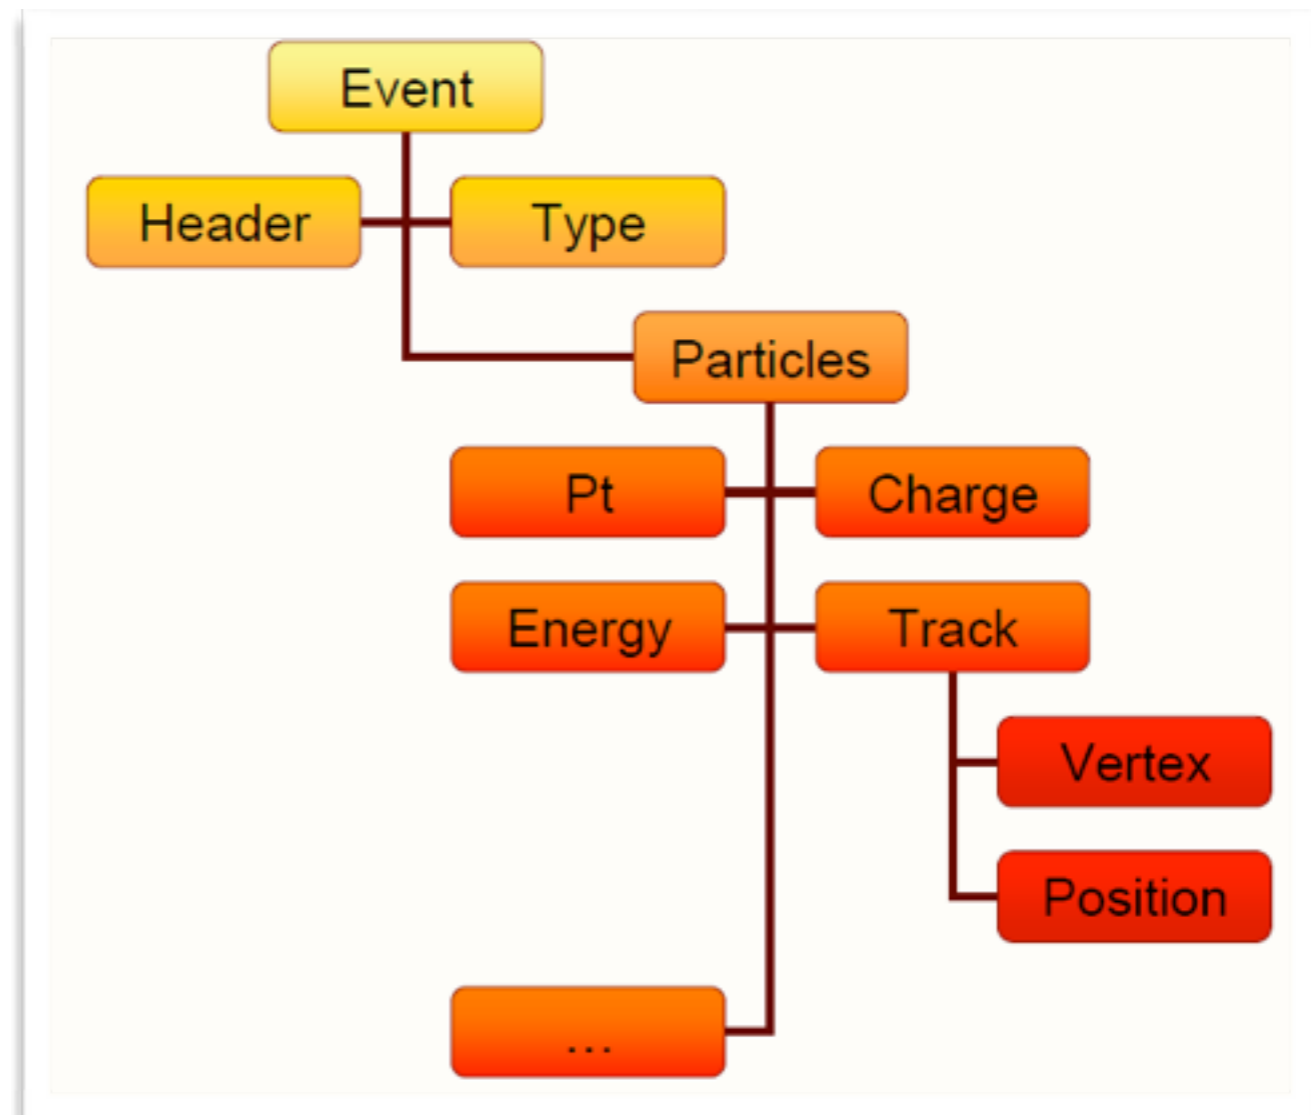 Event
Header
Type
Particles
Pt
Charge
Energy
Track
Vertex
Position
...